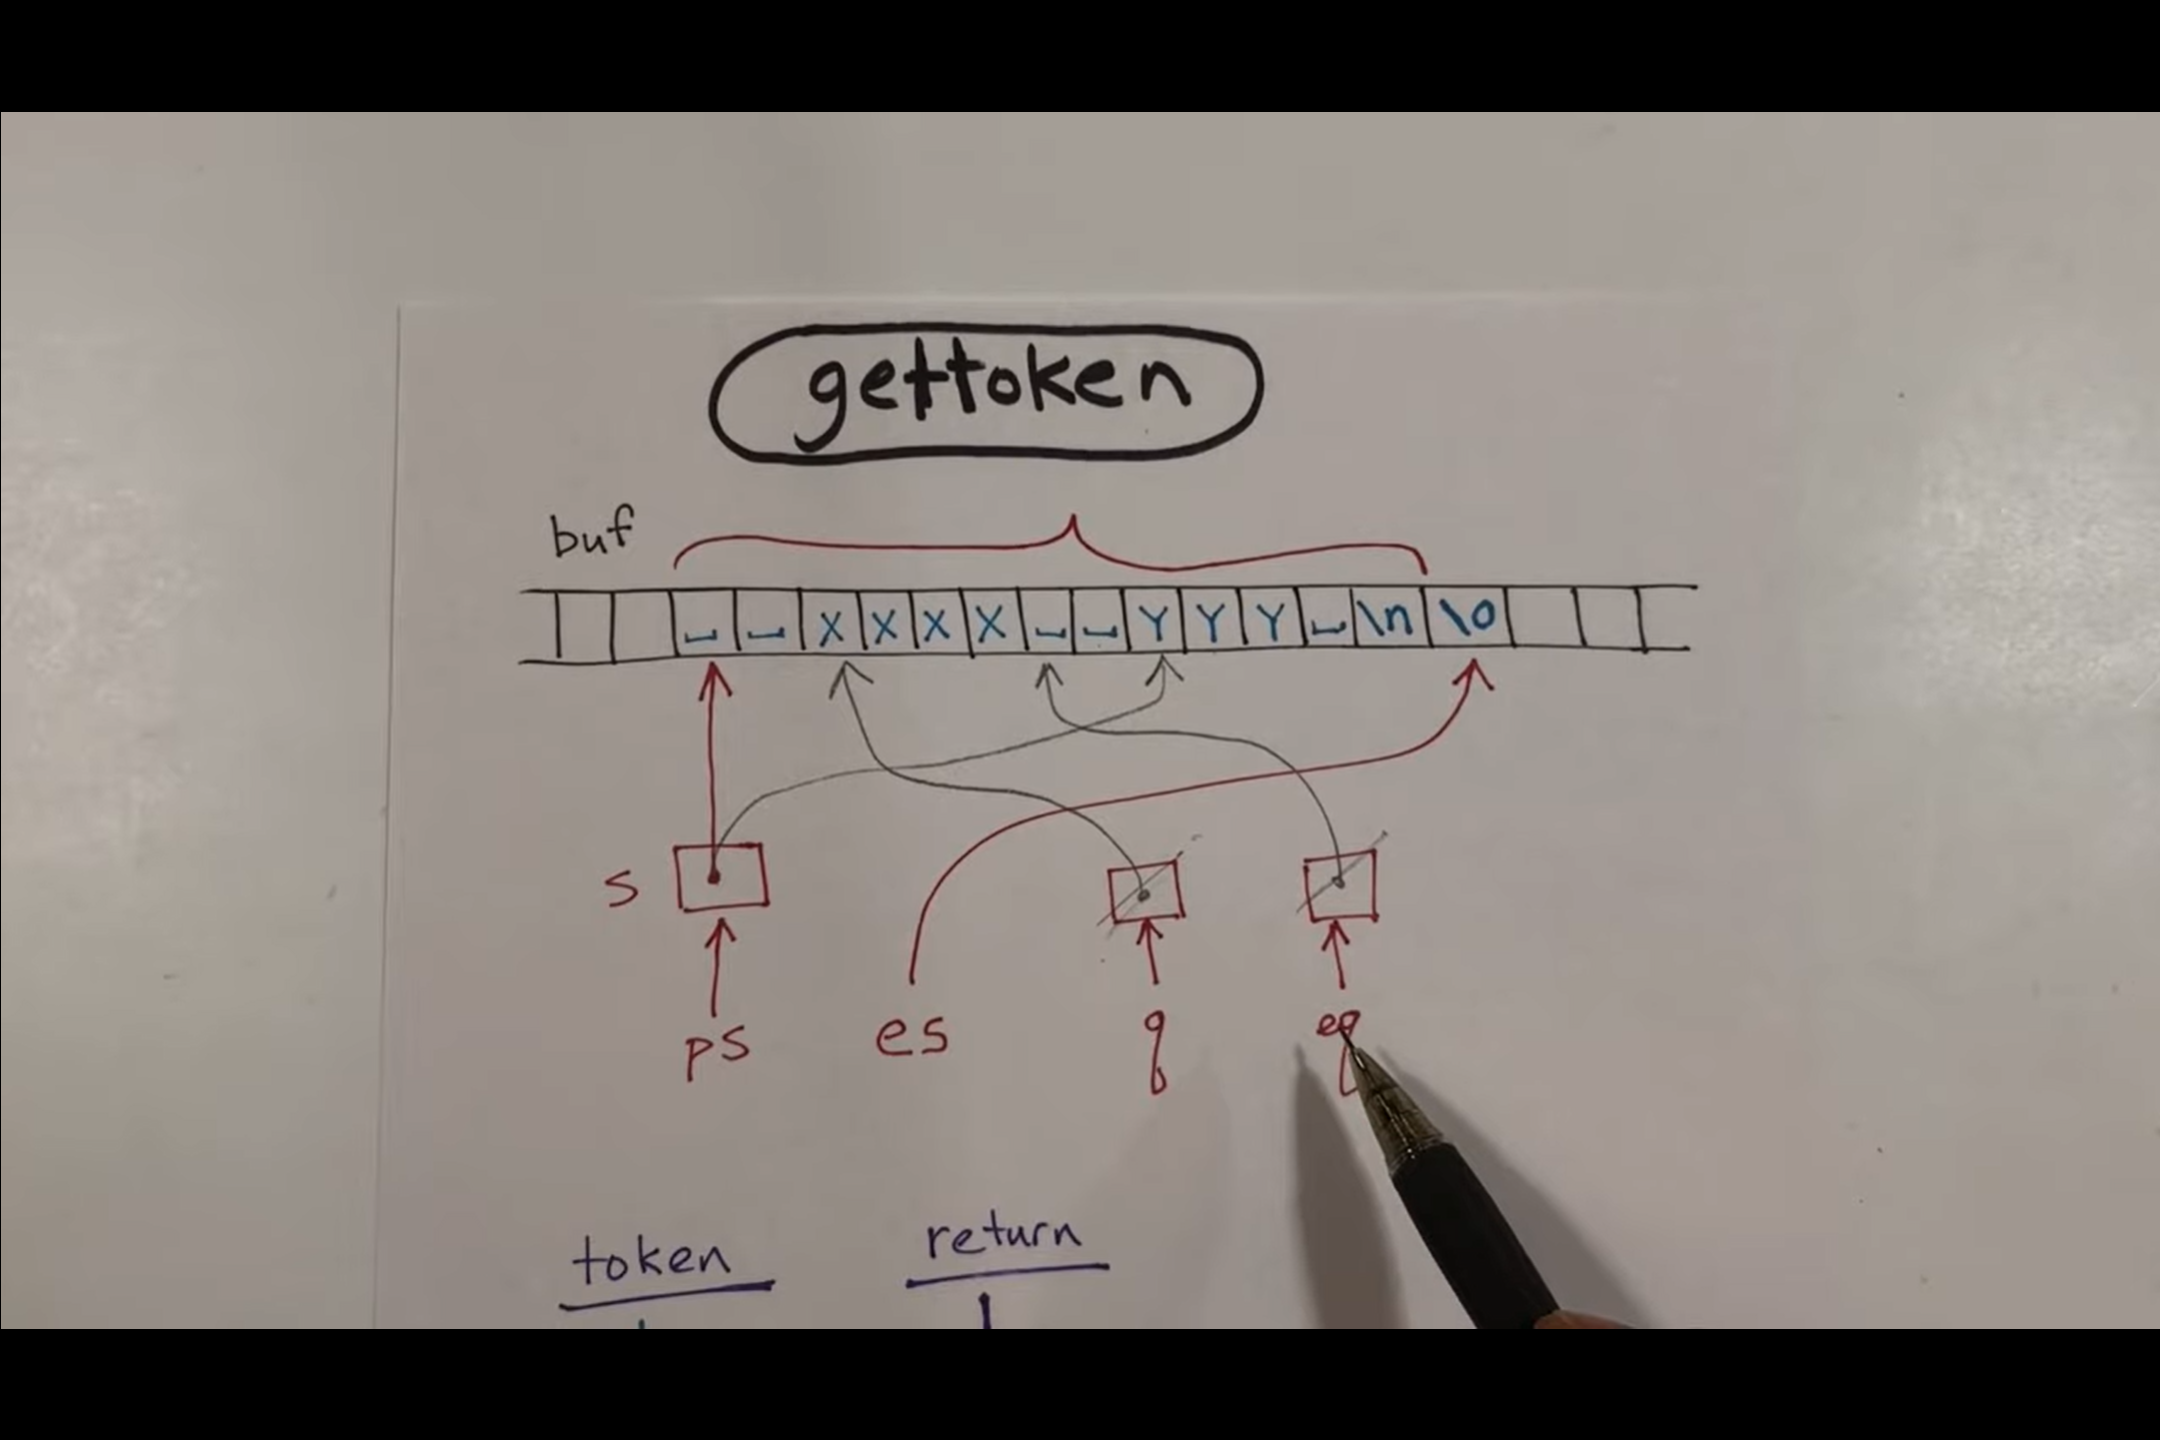 gettoken
buf
␣ ␣ X X X X ␣ ␣ Y Y Y ␣ \n \0
s
ps es q eq
token return